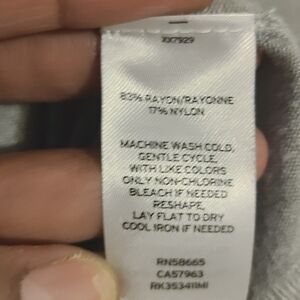 XX7929
83% RAYON/RAYONNE
17% NYLON
MACHINE WASH COLD,
GENTLE CYCLE,
WITH LIKE COLORS
ONLY NON-CHLORINE
BLEACH IF NEEDED
RESHAPE,
LAY FLAT TO DRY
COOL IRON IF NEEDED
RN58665
CA57963
RK353411MI